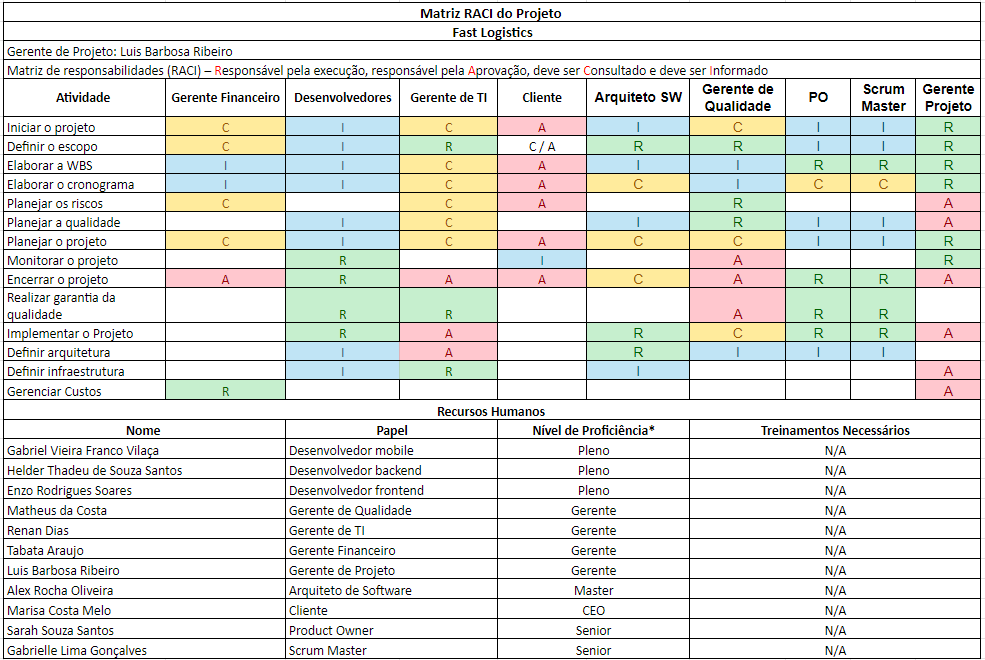 Matriz RACI do Projeto
Fast Logistics
Gerente de Projeto: Luis Barbosa Ribeiro
Matriz de responsabilidades (RACI) – Responsável pela execução, responsável pela Aprovação, deve ser Consultado e deve ser Informado
Atividade Gerente Financeiro Desenvolvedores Gerente de TI Cliente Arquiteto SW Gerente de Qualidade PO Scrum Master Gerente Projeto
Iniciar o projeto C I C A I C I I R
Definir o escopo C I R C / A R R I I R
Elaborar a WBS I I C A I I R R R
Elaborar o cronograma I I C A C I C C R
Planejar os riscos C C A R A
Planejar a qualidade I C I R I I A
Planejar o projeto C I C A C C I I R
Monitorar o projeto R I A R
Encerrar o projeto A R A A C A R R A
Realizar garantia da qualidade R R A R R
Implementar o Projeto R A R C R R A
Definir arquitetura I A R I I I
Definir infraestrutura I R I A
Gerenciar Custos R A
Recursos Humanos
Nome Papel Nível de Proficiência* Treinamentos Necessários
Gabriel Vieira Franco Vilaça Desenvolvedor mobile Pleno N/A
Helder Thadeu de Souza Santos Desenvolvedor backend Pleno N/A
Enzo Rodrigues Soares Desenvolvedor frontend Pleno N/A
Matheus da Costa Gerente de Qualidade Gerente N/A
Renan Dias Gerente de TI Gerente N/A
Tabata Araujo Gerente Financeiro Gerente N/A
Luis Barbosa Ribeiro Gerente de Projeto Gerente N/A
Alex Rocha Oliveira Arquiteto de Software Master N/A
Marisa Costa Melo Cliente CEO N/A
Sarah Souza Santos Product Owner Senior N/A
Gabrielle Lima Gonçalves Scrum Master Senior N/A